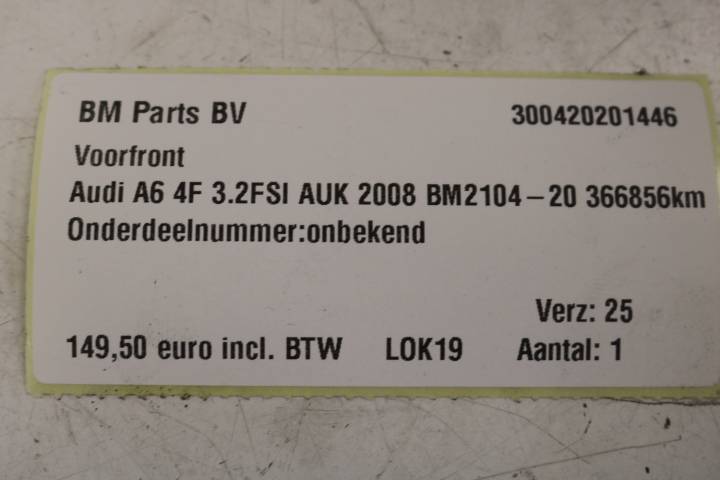 BM Parts BV 300420201446
Voorfront
Audi A6 4F 3.2FSI AUK 2008 BM2104-20 366856km
Onderdeelnummer:onbekend
Verz: 25
149,50 euro incl. BTW LOK19 Aantal: 1